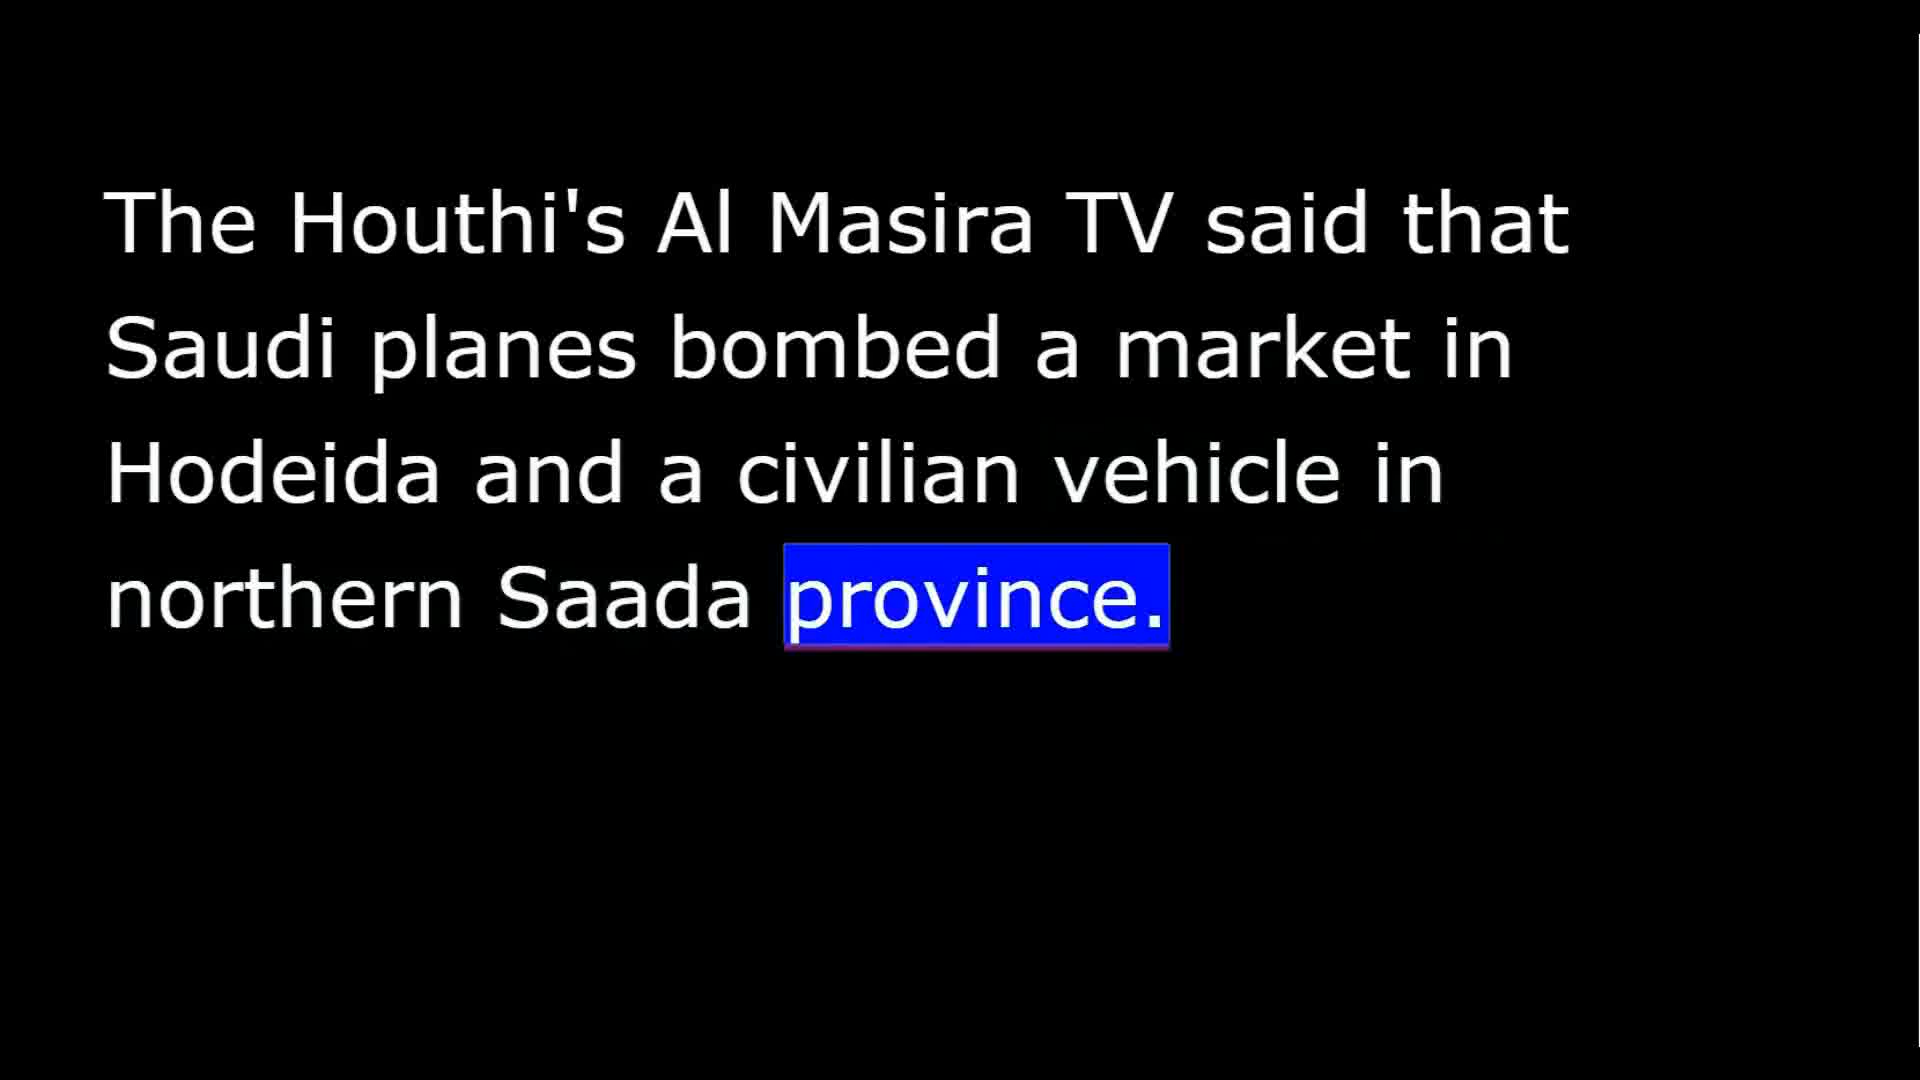 The Houthi's Al Masira TV said that
Saudi planes bombed a market in
Hodeida and a civilian vehicle in
northern Saada province.